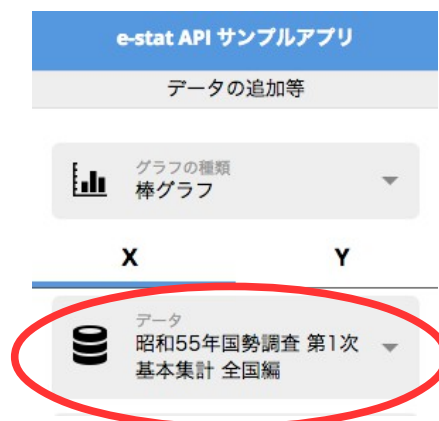 e-stat API サンプルアプリ
データの追加等
グラフの種類
棒グラフ
X Y
データ
昭和55年国勢調査 第1次
基本集計 全国編